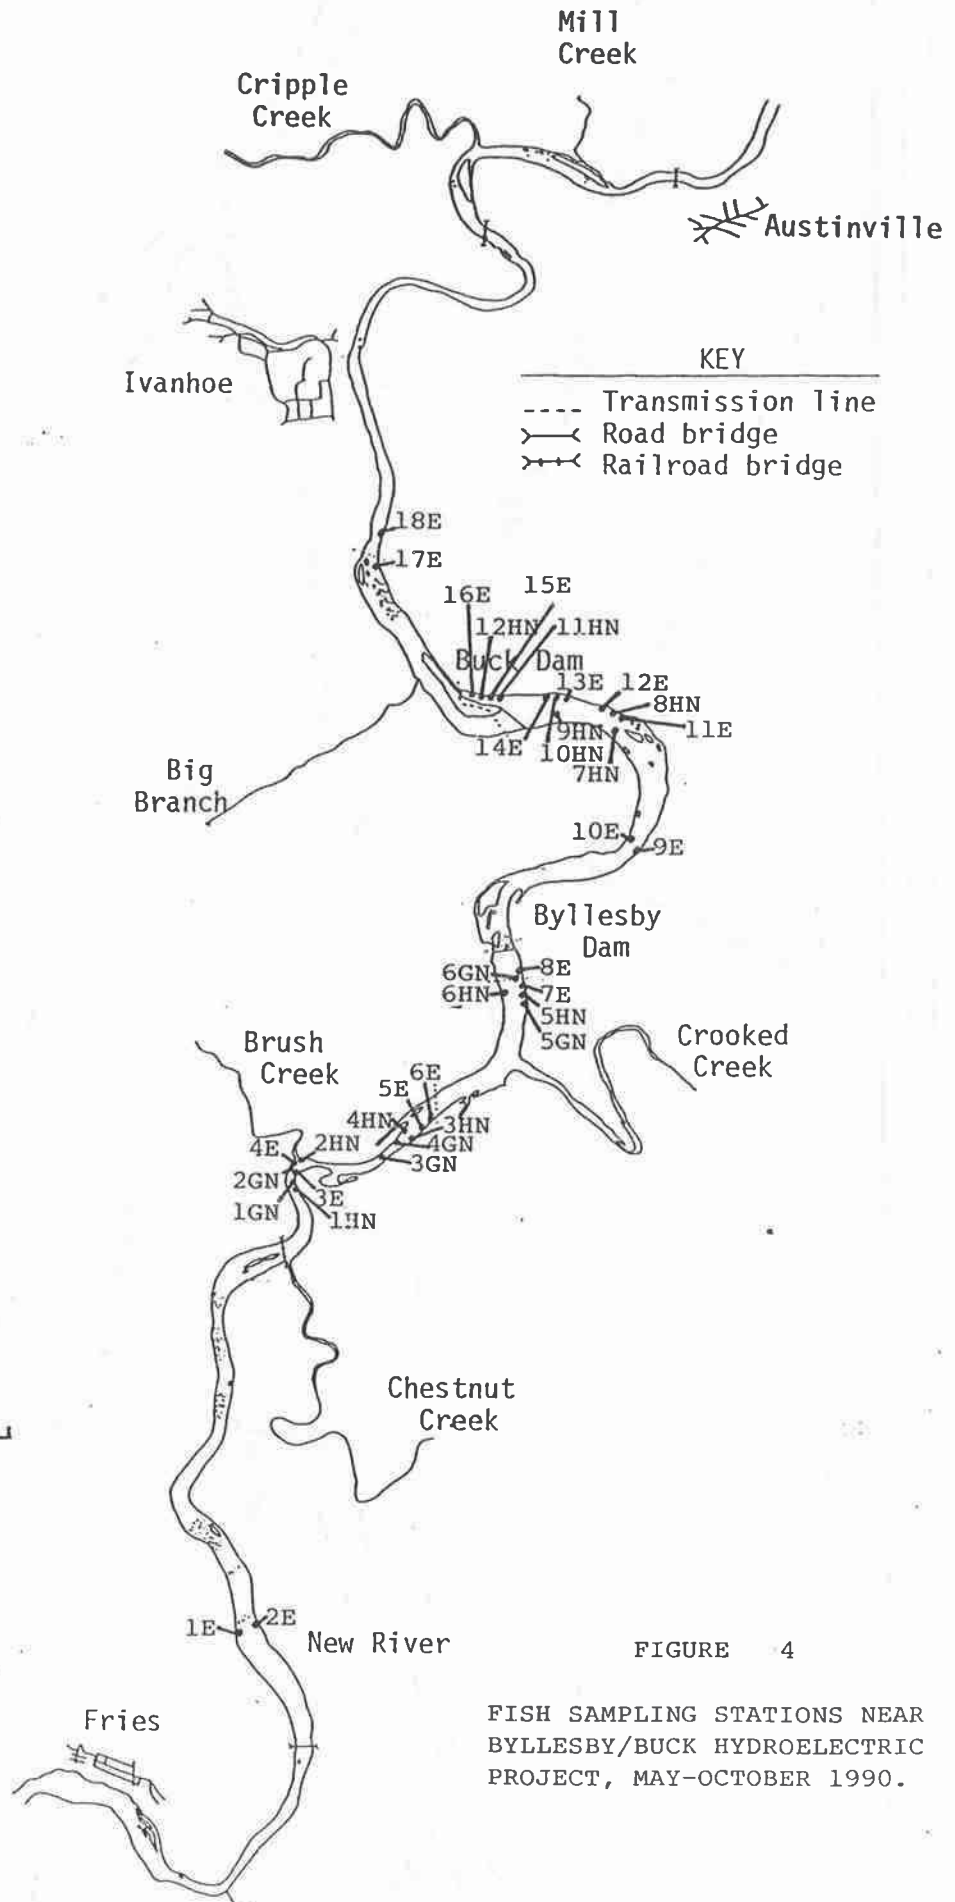 Mill
Creek
Cripple
Creek
Austinville
KEY
Transmission line
Road bridge
Railroad bridge
Ivanhoe
18E
17E
16E
15E
12HN
11HN
Buck Dam
13E
12E
8HN
11E
9HN
14E
10HN
7HN
Big
Branch
10E
9E
Byllesby
Dam
6GN
8E
6HN
7E
5HN
5GN
Brush
Creek
Crooked
Creek
6E
5E
4HN
3HN
4GN
3GN
4E
2HN
2GN
3E
1GN
1HN
Chestnut
Creek
1E
2E
New River
Fries
FIGURE 4
FISH SAMPLING STATIONS NEAR
BYLLESBY/BUCK HYDROELECTRIC
PROJECT, MAY-OCTOBER 1990.